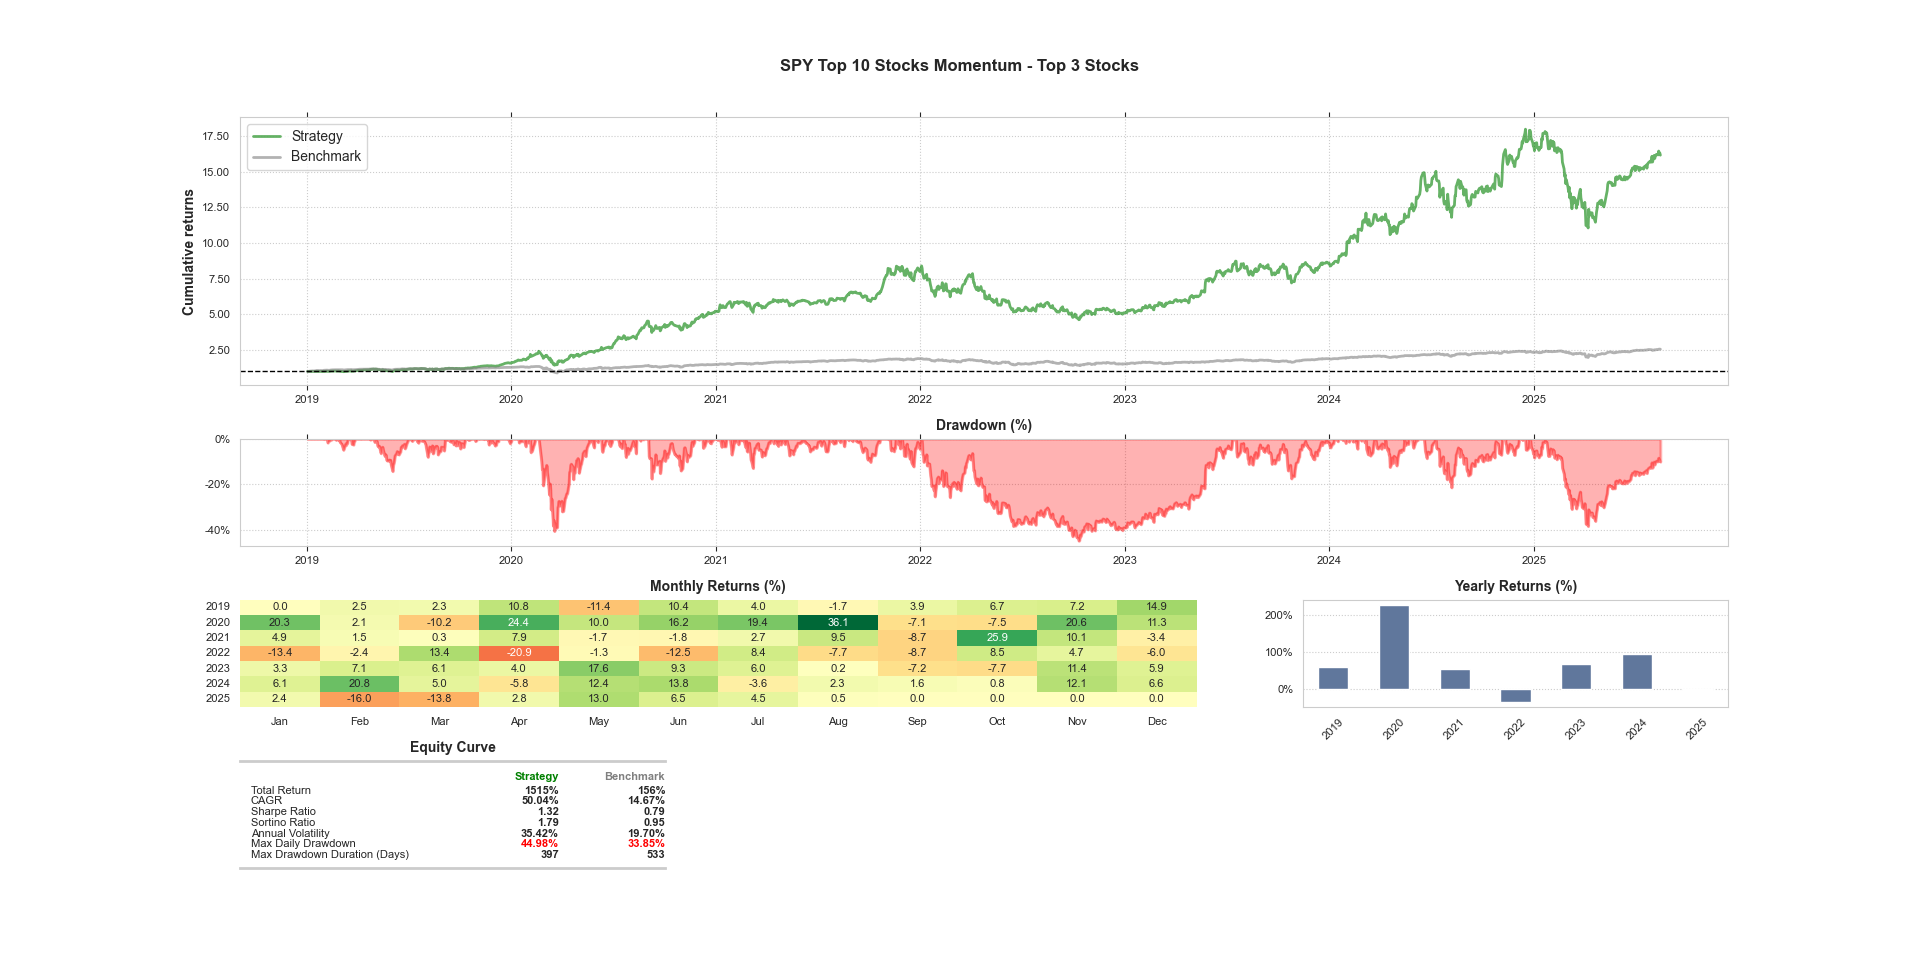 SPY Top 10 Stocks Momentum - Top 3 Stocks
Strategy
Benchmark
Cumulative returns
17.50
15.00
12.50
10.00
7.50
5.00
2.50
2019 2020 2021 2022 2023 2024 2025
Drawdown (%)
0%
-20%
-40%
2019 2020 2021 2022 2023 2024 2025
Monthly Returns (%)
2019 0.0 2.5 2.3 10.8 -11.4 10.4 4.0 -1.7 3.9 6.7 7.2 14.9
2020 20.3 2.1 -10.2 24.4 10.0 16.2 19.4 36.1 -7.1 -7.5 20.6 11.3
2021 4.9 1.5 0.3 7.9 -1.7 -1.8 2.7 9.5 -8.7 25.9 10.1 -3.4
2022 -13.4 -2.4 13.4 -20.9 -1.3 -12.5 8.4 -7.7 -8.7 8.5 4.7 -6.0
2023 3.3 7.1 6.1 4.0 17.6 9.3 6.0 0.2 -7.2 -7.7 11.4 5.9
2024 6.1 20.8 5.0 -5.8 12.4 13.8 -3.6 2.3 1.6 0.8 12.1 6.6
2025 2.4 -16.0 -13.8 2.8 13.0 6.5 4.5 0.5 0.0 0.0 0.0 0.0
Jan Feb Mar Apr May Jun Jul Aug Sep Oct Nov Dec
Yearly Returns (%)
200%
100%
0%
2019 2020 2021 2022 2023 2024 2025
Equity Curve
Strategy Benchmark
Total Return 1515% 156%
CAGR 50.04% 14.67%
Sharpe Ratio 1.32 0.79
Sortino Ratio 1.79 0.95
Annual Volatility 35.42% 19.70%
Max Daily Drawdown 44.98% 33.85%
Max Drawdown Duration (Days) 397 533